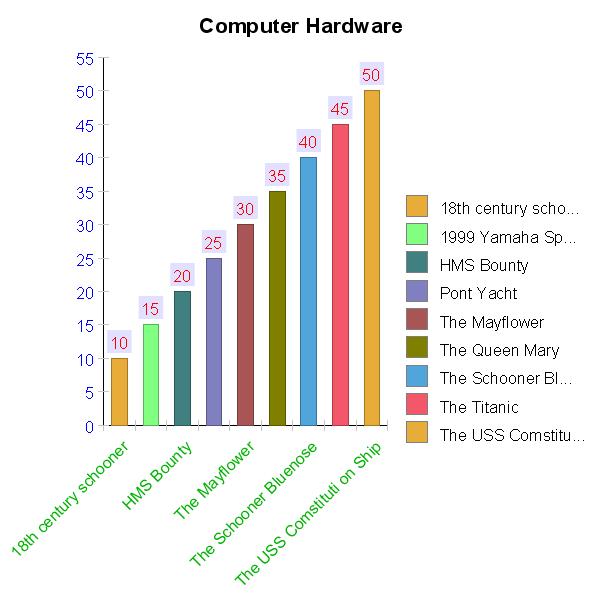 Computer Hardware
55
50
45
40
35
30
25
20
15
10
5
0
10
15
20
25
30
35
40
45
50
18th century schooner
HMS Bounty
The Mayflower
The Schooner Bluenose
The USS Comstituti on Ship
18th century scho...
1999 Yamaha Sp...
HMS Bounty
Pont Yacht
The Mayflower
The Queen Mary
The Schooner Bl...
The Titanic
The USS Comstitu...